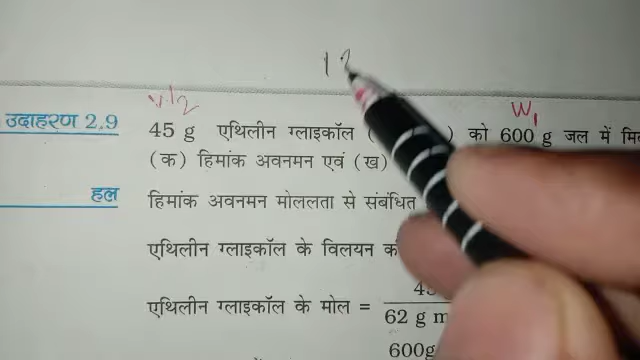 12
W2 W1
उदाहरण 2.9 45 g एथिलीन ग्लाइकॉल ( ) को 600 g जल में
(क) हिमांक अवनमन एवं (ख)
हल हिमांक अवनमन मोललता से संबंधित
एथिलीन ग्लाइकॉल के विलयन
एथिलीन ग्लाइकॉल के मोल = 45
62 g m
600g